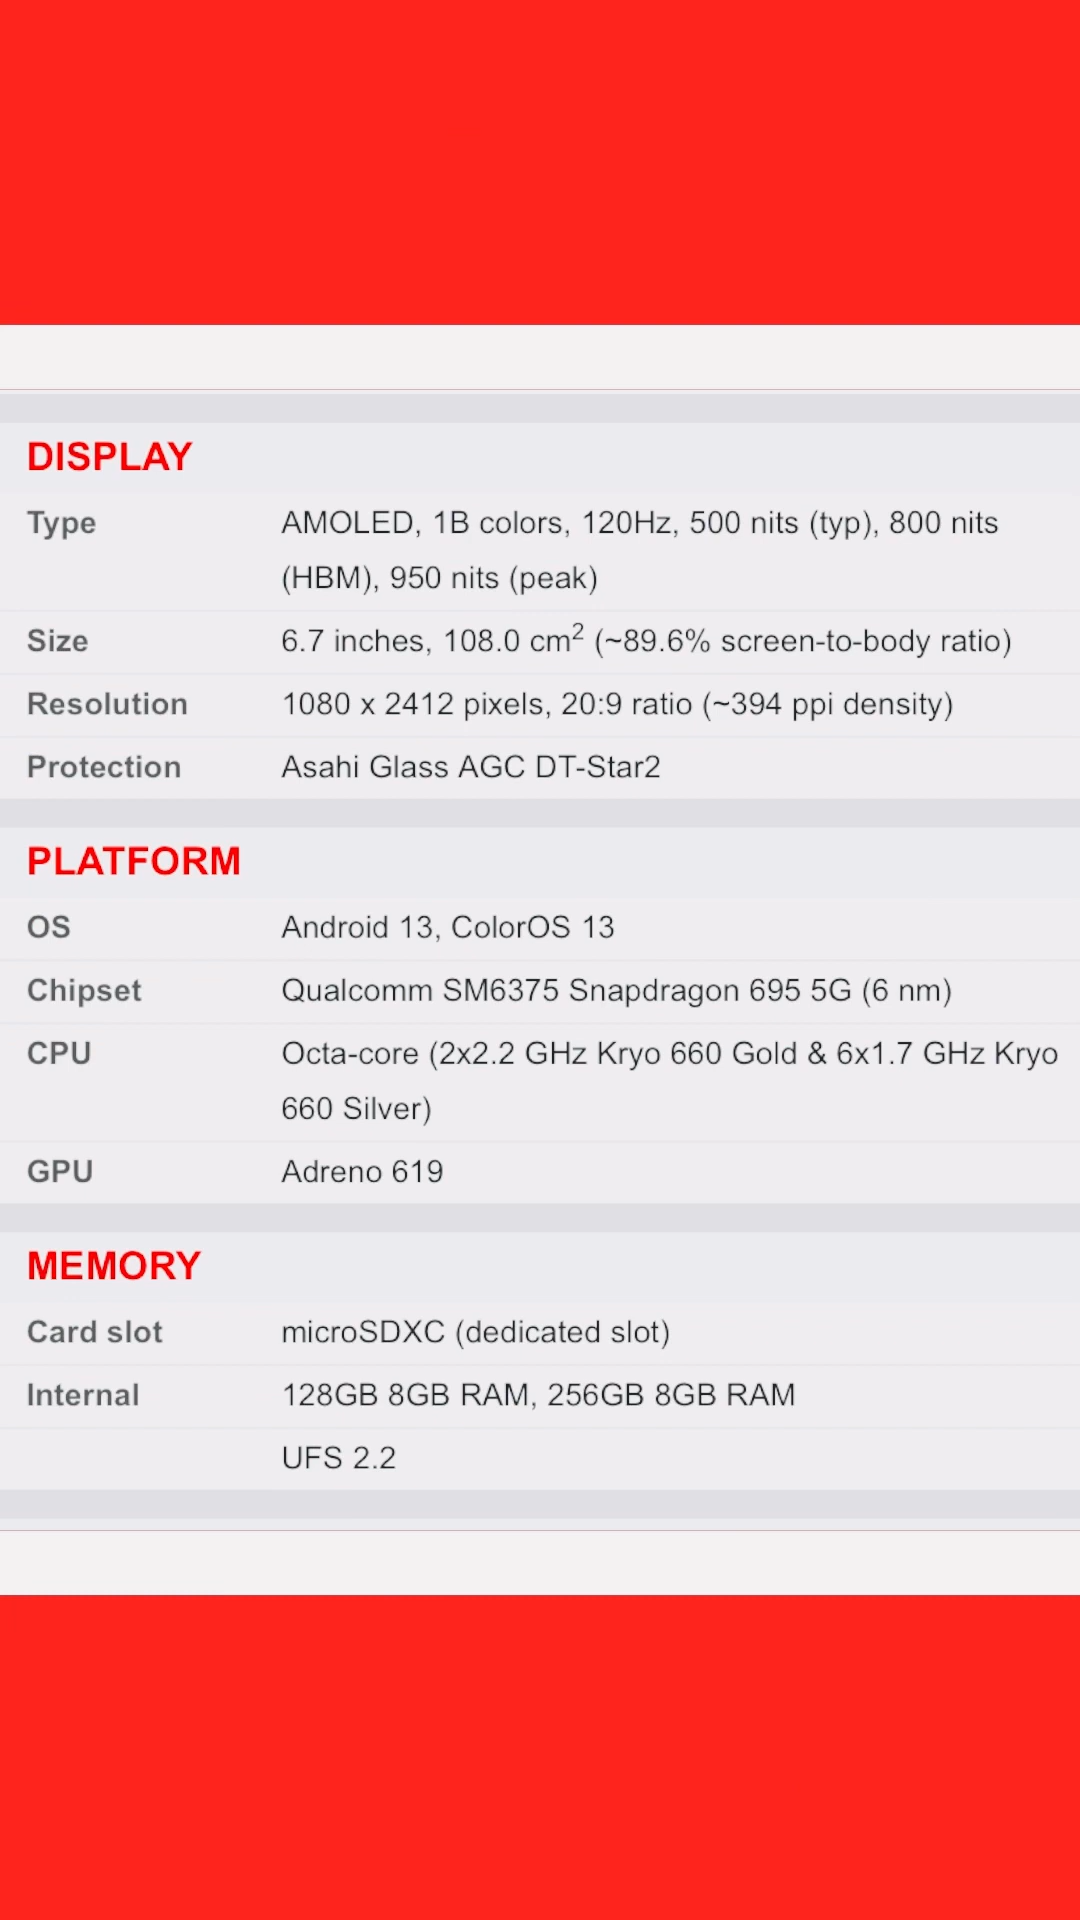 DISPLAY
Type AMOLED, 1B colors, 120Hz, 500 nits (typ), 800 nits
(HBM), 950 nits (peak)
Size 6.7 inches, 108.0 cm² (~89.6% screen-to-body ratio)
Resolution 1080 x 2412 pixels, 20:9 ratio (~394 ppi density)
Protection Asahi Glass AGC DT-Star2
PLATFORM
OS Android 13, ColorOS 13
Chipset Qualcomm SM6375 Snapdragon 695 5G (6 nm)
CPU Octa-core (2x2.2 GHz Kryo 660 Gold & 6x1.7 GHz Kryo
660 Silver)
GPU Adreno 619
MEMORY
Card slot microSDXC (dedicated slot)
Internal 128GB 8GB RAM, 256GB 8GB RAM
UFS 2.2